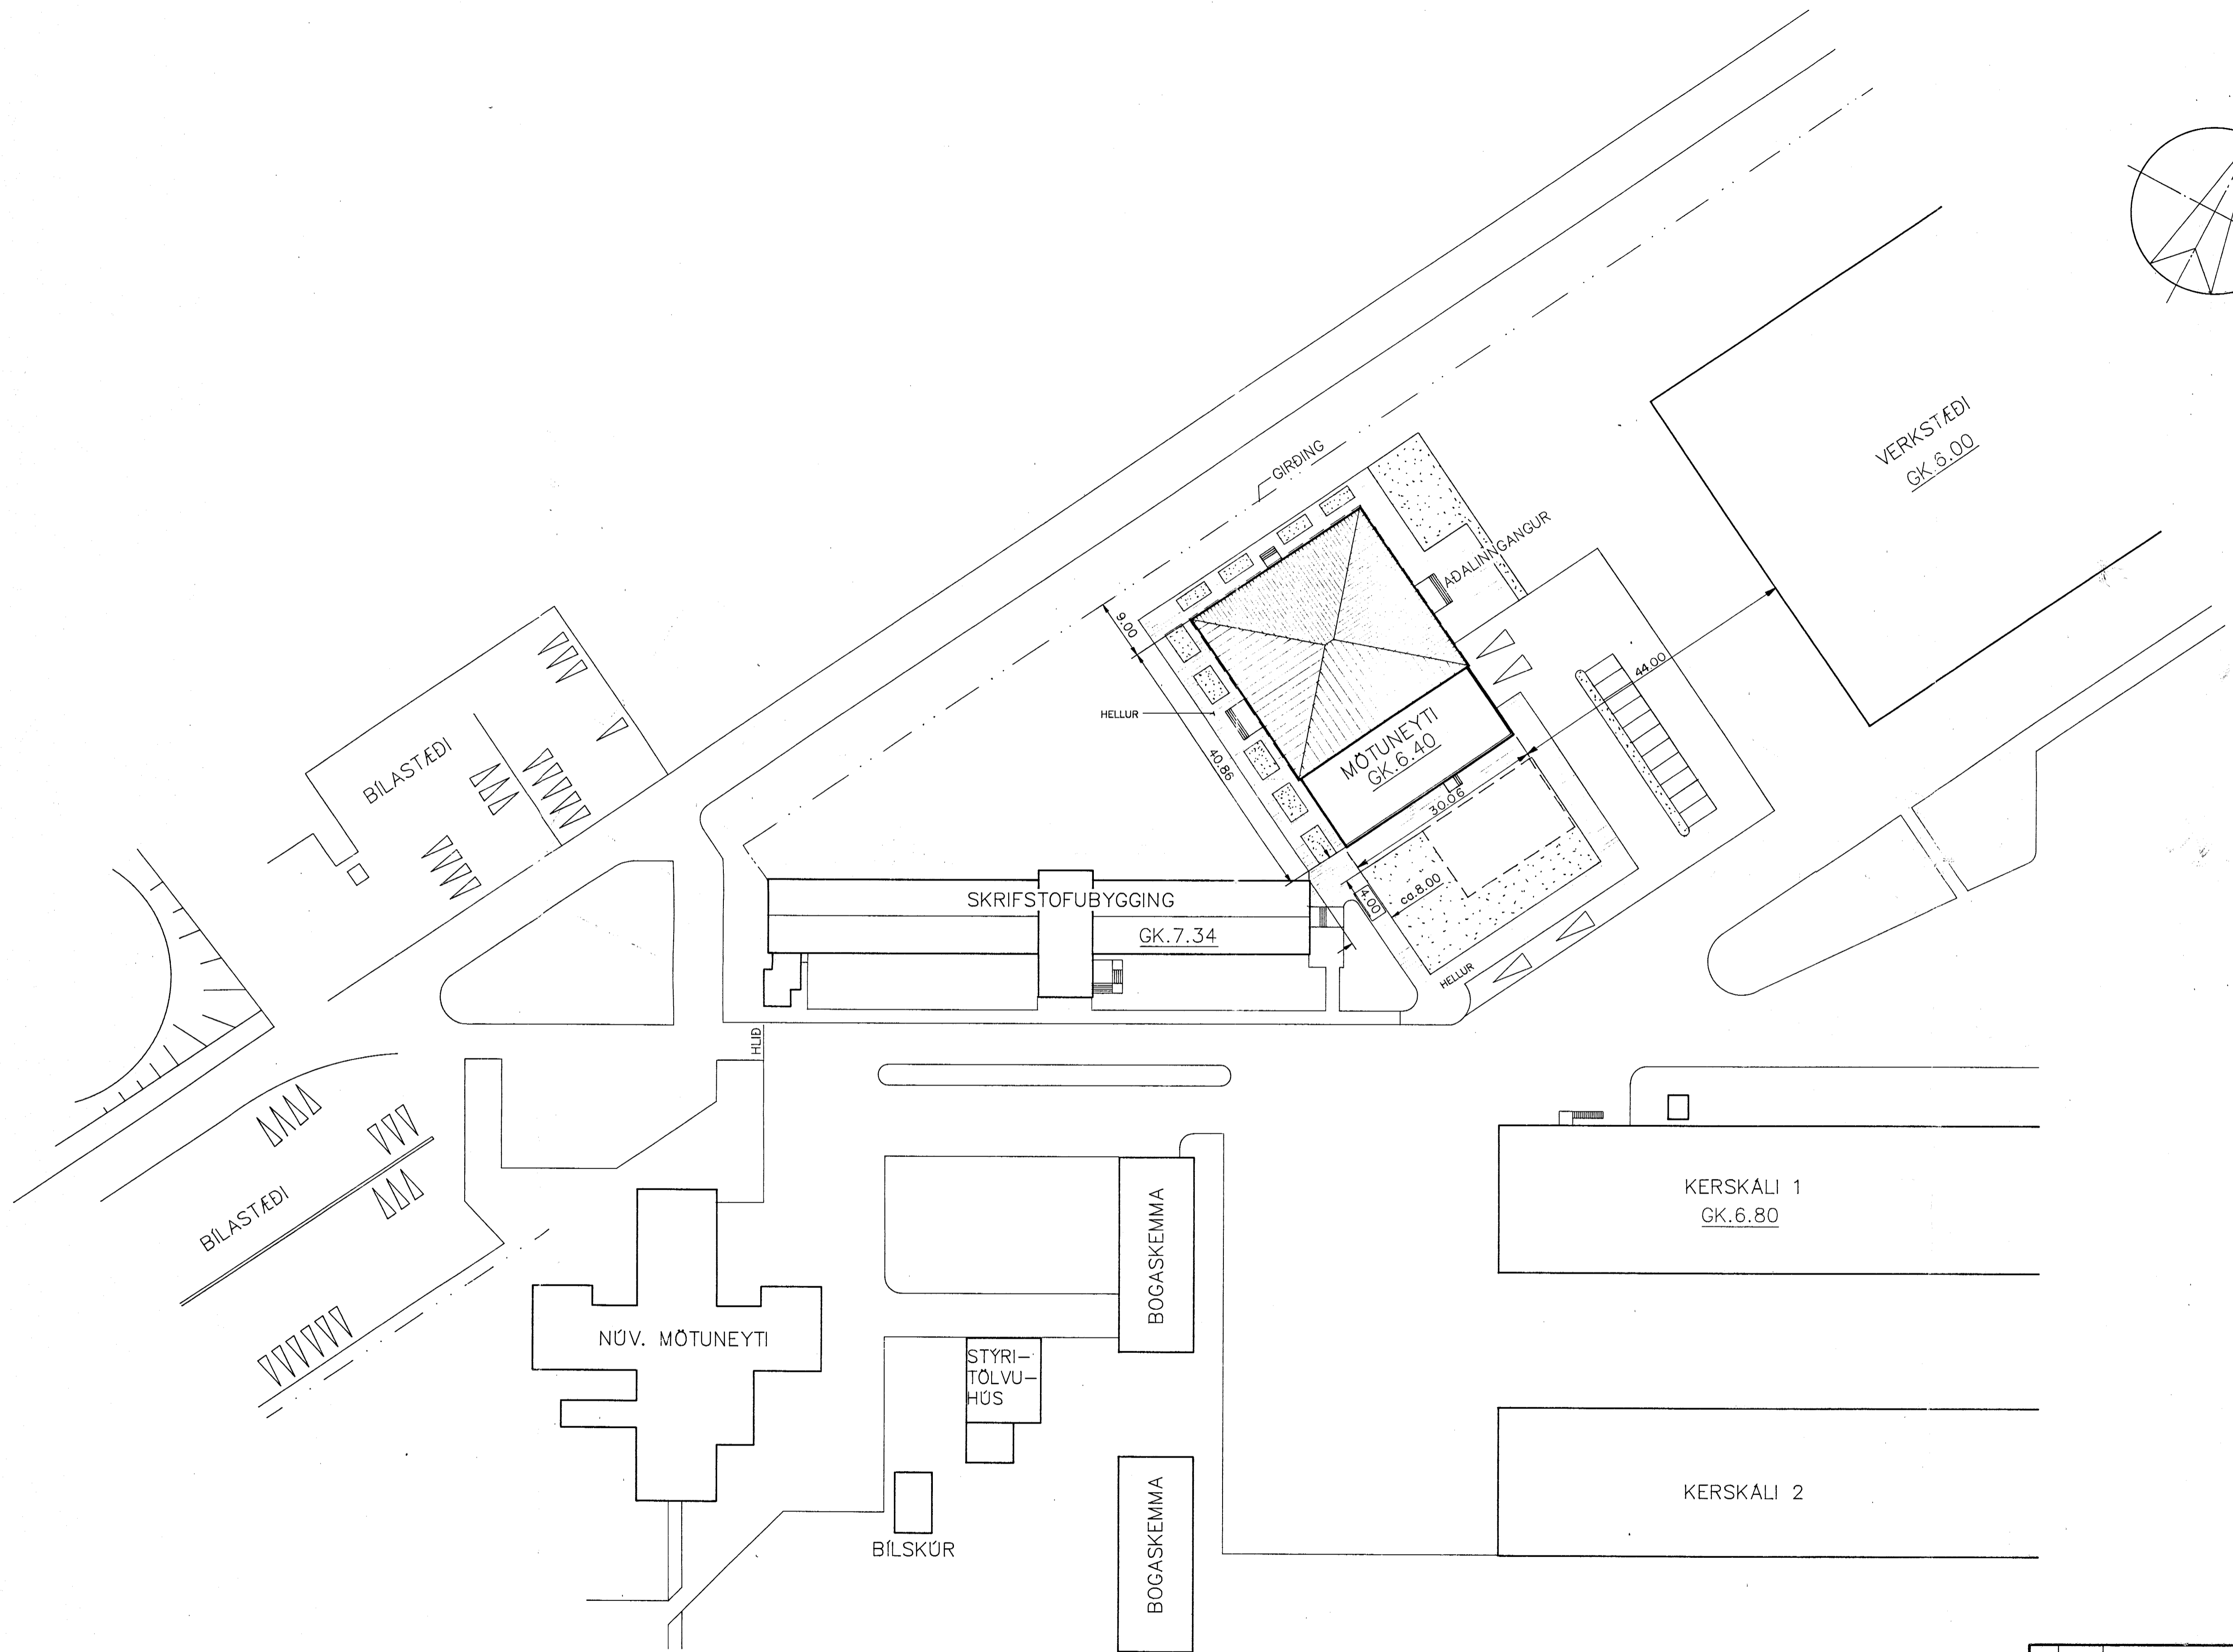 GIRÐING
VERKSTÆÐI
GK.6.00
AÐALINNGANGUR
9.00
44.00
HELLUR
BÍLASTÆÐI
MÖTUNEYTI
GK.6.40
40.86
30.06
SKRIFSTOFUBYGGING
4.00
ca.8.00
GK.7.34
HELLUR
HLIÐ
BÍLASTÆÐI
KERSKÁLI 1
GK.6.80
BOGASKEMMA
NÚV. MÖTUNEYTI
STÝRI-
TÖLVU-
HÚS
KERSKÁLI 2
BÍLSKÚR
BOGASKEMMA